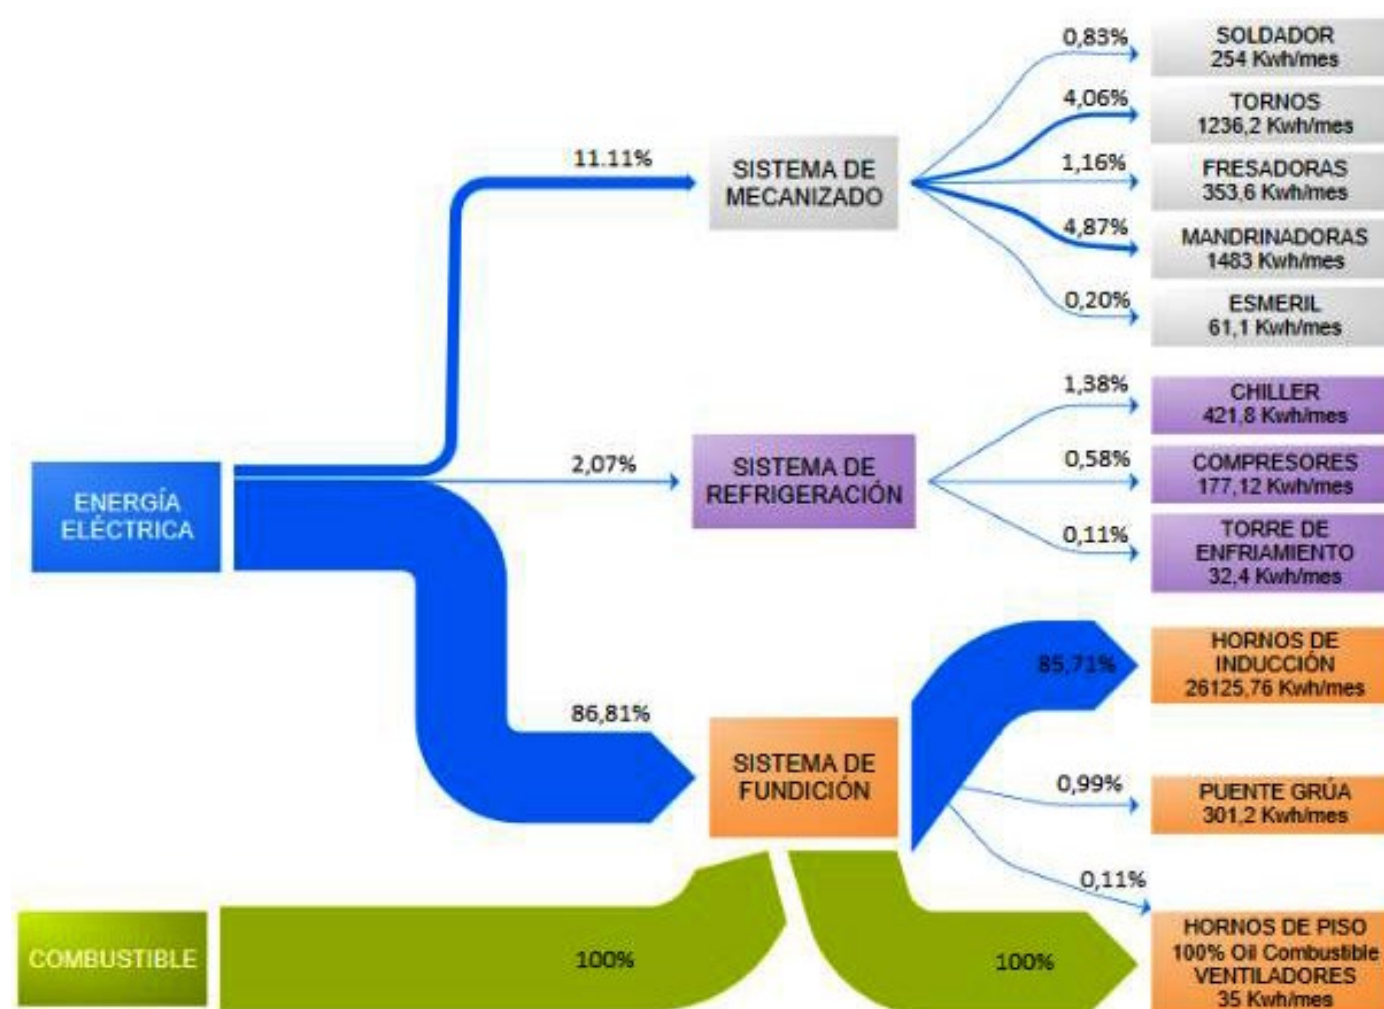 0,83%
SOLDADOR
254 Kwh/mes
4,06%
TORNOS
1236,2 Kwh/mes
11.11%
SISTEMA DE
MECANIZADO
1,16%
FRESADORAS
353,6 Kwh/mes
4,87%
MANDRINADORAS
1483 Kwh/mes
0,20%
ESMERIL
61,1 Kwh/mes
1,38%
CHILLER
421,8 Kwh/mes
ENERGÍA
ELÉCTRICA
2,07%
SISTEMA DE
REFRIGERACIÓN
0,58%
COMPRESORES
177,12 Kwh/mes
0,11%
TORRE DE
ENFRIAMIENTO
32,4 Kwh/mes
85,71%
HORNOS DE
INDUCCIÓN
26125,76 Kwh/mes
86,81%
SISTEMA DE
FUNDICIÓN
0,99%
PUENTE GRÚA
301,2 Kwh/mes
0,11%
COMBUSTIBLE
100%
100%
HORNOS DE PISO
100% Oil Combustible
VENTILADORES
35 Kwh/mes